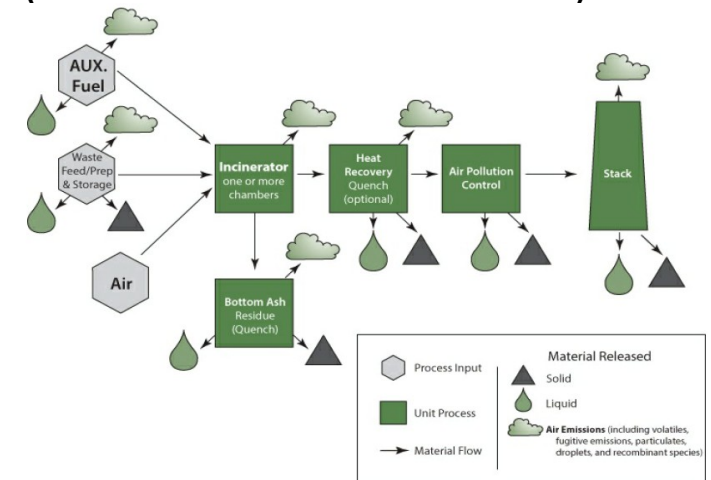 AUX.
Fuel
Waste
Feed/Prep
& Storage
Air
Incinerator
one or more
chambers
Heat
Recovery
Quench
(optional)
Air Pollution
Control
Stack
Bottom Ash
Residue
(Quench)
Process Input
Unit Process
Material Flow
Material Released
Solid
Liquid
Air Emissions (including volatiles,
fugitive emissions, particulates,
droplets, and recombinant species)